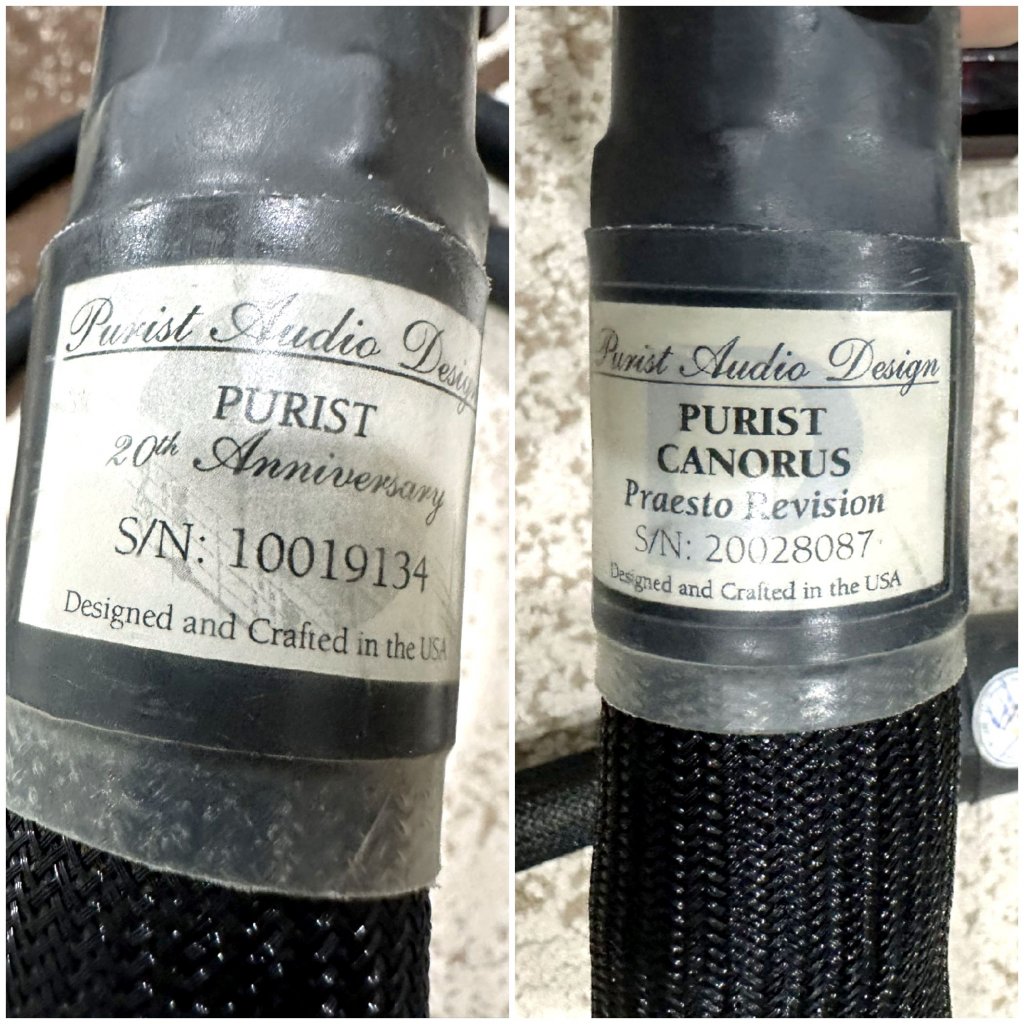 Purist Audio Design
PURIST
20th Anniversary
S/N: 10019134
Designed and Crafted in the USA
Purist Audio Design
PURIST
CANORUS
Praesto Revision
S/N: 20028087
Designed and Crafted in the USA